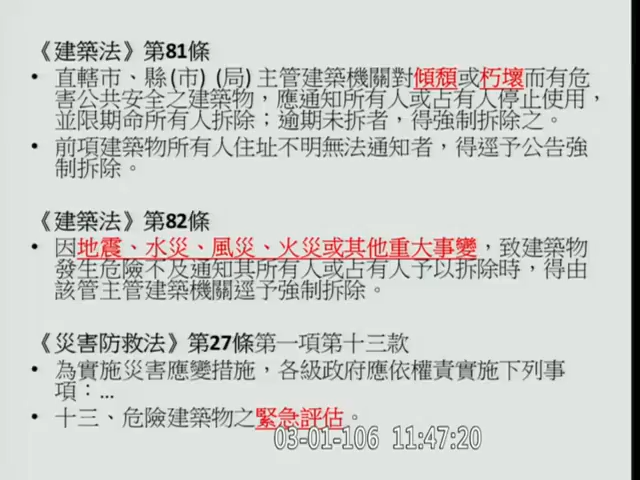 《建築法》第81條
• 直轄市、縣(市) (局) 主管建築機關對傾頹或朽壞而有危
害公共安全之建築物，應通知所有人或占有人停止使用，
並限期命所有人拆除；逾期未拆者，得強制拆除之。
• 前項建築物所有人住址不明無法通知者，得逕予公告強
制拆除。
《建築法》第82條
• 因地震、水災、風災、火災或其他重大事變，致建築物
發生危險不及通知其所有人或占有人予以拆除時，得由
該管主管建築機關逕予強制拆除。
《災害防救法》第27條第一項第十三款
• 為實施災害應變措施，各級政府應依權責實施下列事
項：...
• 十三、危險建築物之緊急評估。
03-01-106 11:47:20